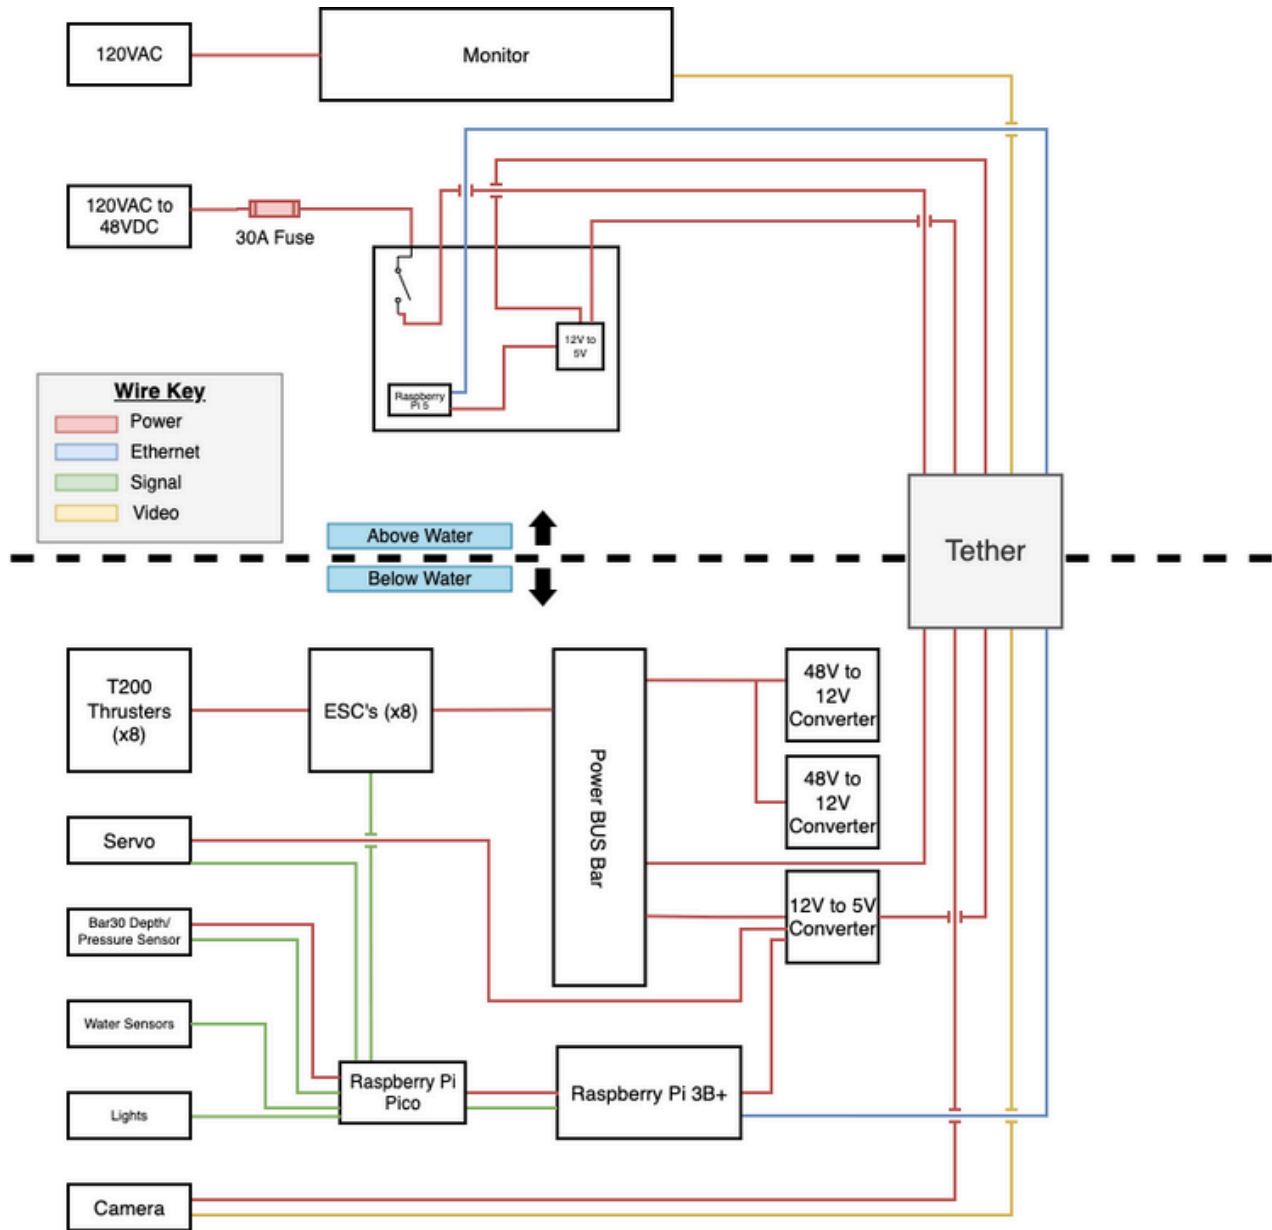 120VAC
Monitor
120VAC to
48VDC
30A Fuse
12V to
5V
Raspberry
Pi 5
Wire Key
Power
Ethernet
Signal
Video
Above Water
Below Water
Tether
T200
Thrusters
(x8)
ESC's (x8)
Power BUS Bar
48V to
12V
Converter
48V to
12V
Converter
Servo
12V to 5V
Converter
Bar30 Depth/
Pressure Sensor
Water Sensors
Raspberry Pi
Pico
Raspberry Pi 3B+
Lights
Camera